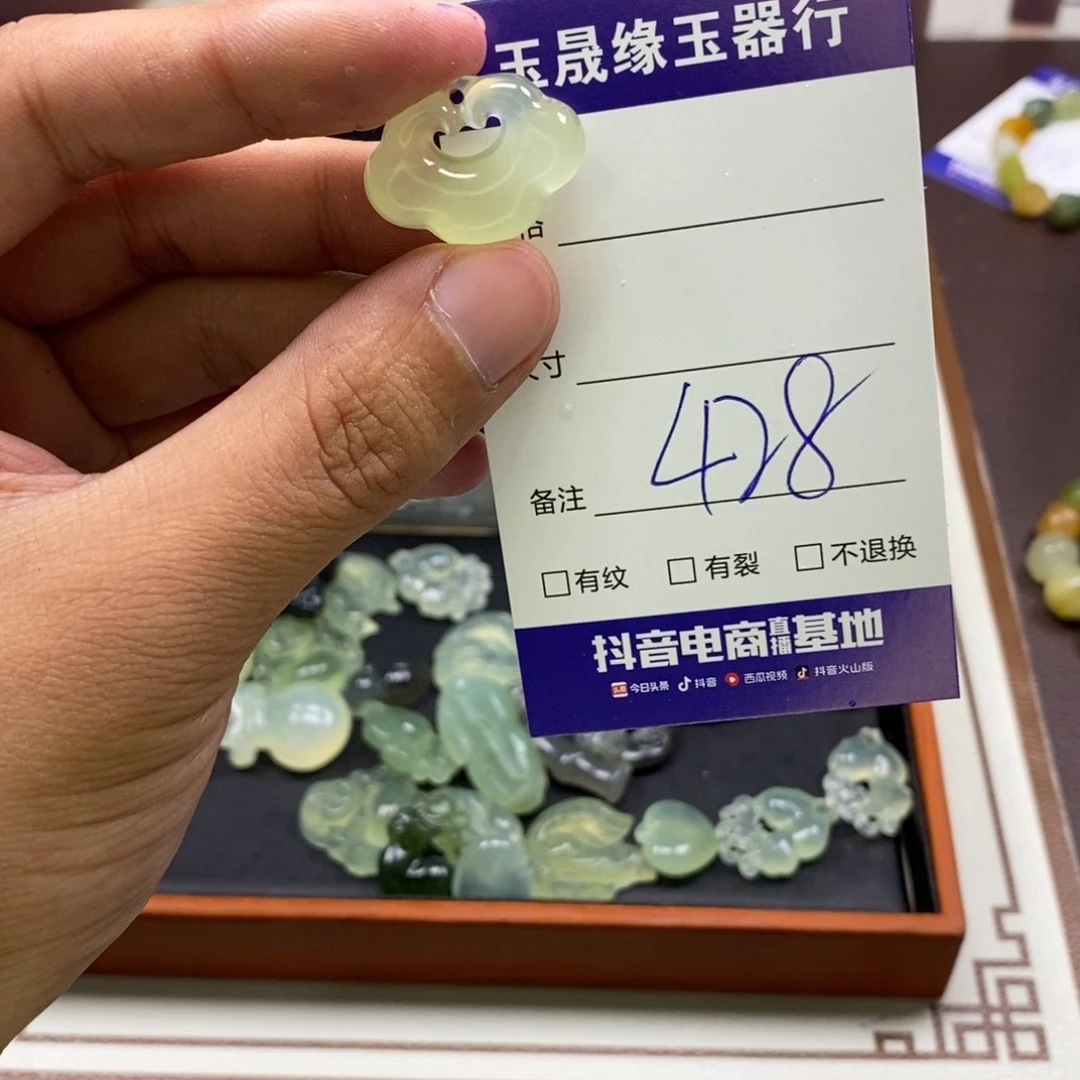 玉晟缘玉器行
寸
428
备注
□有纹 □有裂 □不退换
抖音电商直播基地
头条 今日头条 抖音 西瓜视频 抖音火山版